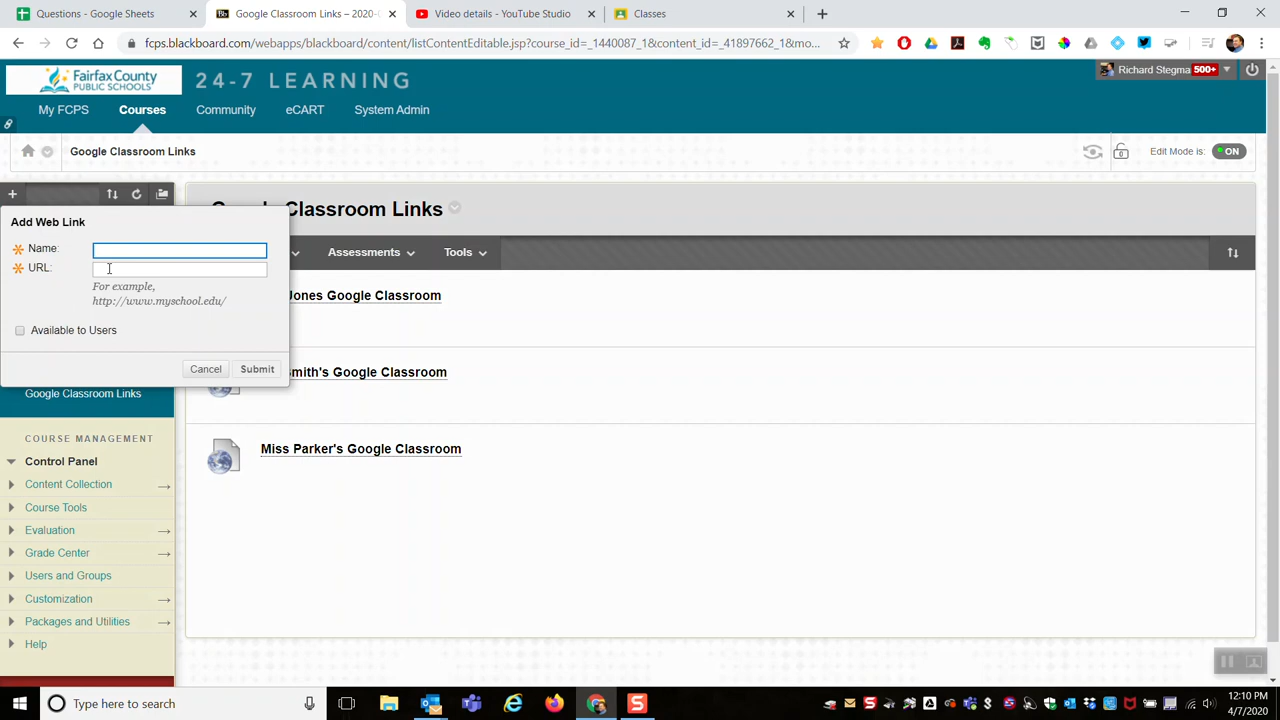 Questions - Google Sheets
Google Classroom Links – 2020-
Video details - YouTube Studio
Classes
fcps.blackboard.com/webapps/blackboard/content/listContentEditable.jsp?course_id=_1440087_1&content_id=_41897662_1&mo...
Fairfax County
PUBLIC SCHOOLS
24-7 LEARNING
Richard Stegma 500+
My FCPS
Courses
Community
eCART
System Admin
Google Classroom Links
Edit Mode is:
ON
Classroom Links
Add Web Link
Name:
URL:
For example,
http://www.myschool.edu/
Available to Users
Cancel
Submit
Assessments
Tools
Jones Google Classroom
smith's Google Classroom
Miss Parker's Google Classroom
Google Classroom Links
COURSE MANAGEMENT
Control Panel
Content Collection
Course Tools
Evaluation
Grade Center
Users and Groups
Customization
Packages and Utilities
Help
Type here to search
12:10 PM
4/7/2020